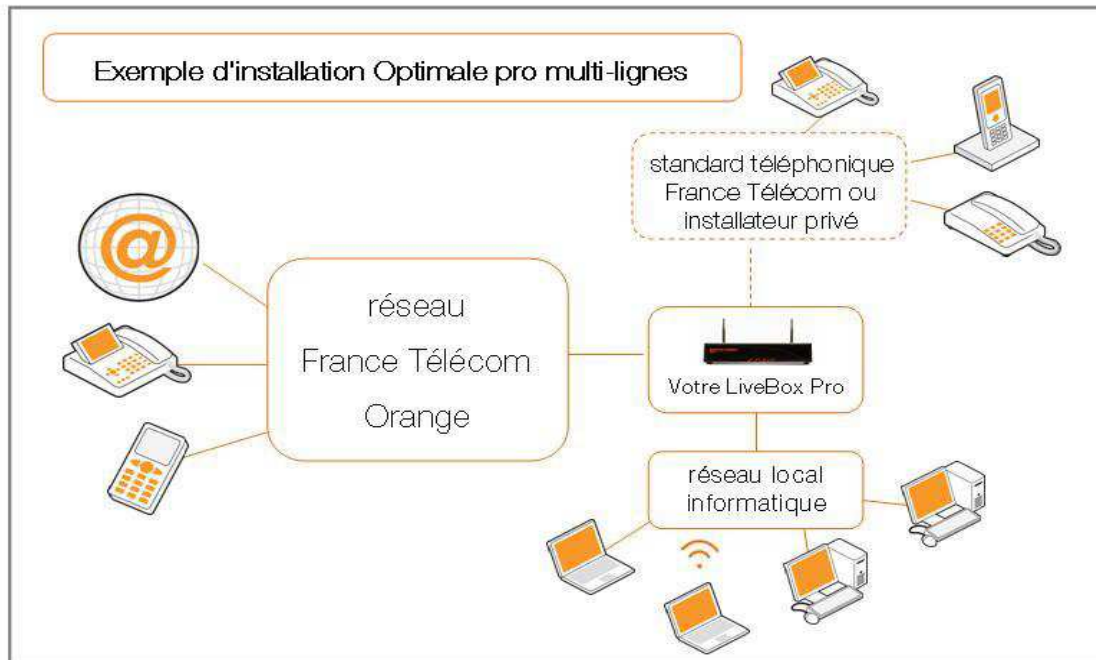 Exemple d'installation Optimale pro multi-lignes
standard téléphonique
France Télécom ou
installateur privé
réseau
France Télécom
Orange
Votre LiveBox Pro
réseau local
informatique